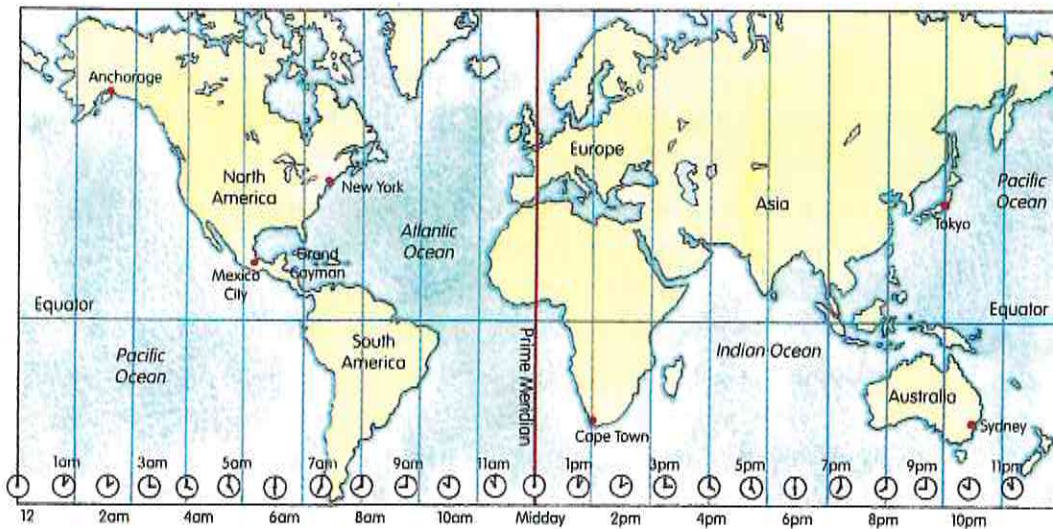 Anchorage
North
America
New York
Europe
Asia
Pacific
Ocean
Tokyo
Atlantic
Ocean
Grand
Cayman
Mexico
City
Equator
Equator
South
America
Pacific
Ocean
Prime Meridian
Indian Ocean
Australia
Cape Town
Sydney
1am 3am 5am 7am 9am 11am 1pm 3pm 5pm 7pm 9pm 11pm
12 2am 4am 6am 8am 10am Midday 2pm 4pm 6pm 8pm 10pm